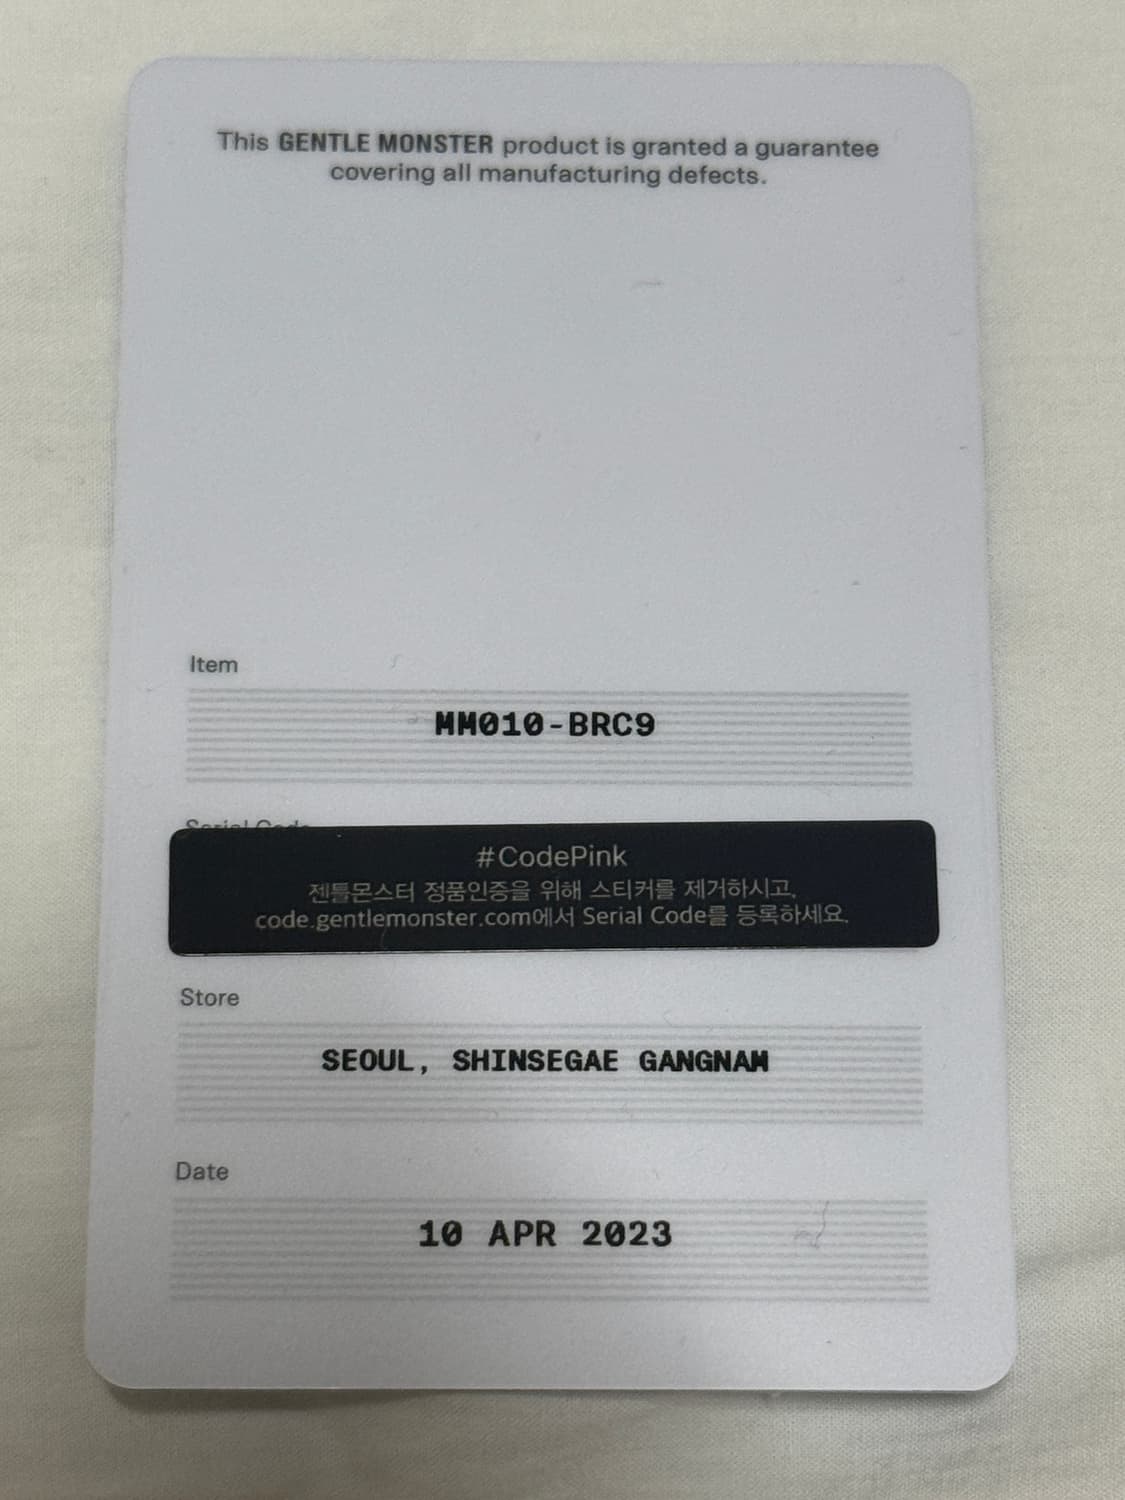 This GENTLE MONSTER product is granted a guarantee
covering all manufacturing defects.
Item
MM010-BRC9
Serial Code
#CodePink
젠틀몬스터 정품인증을 위해 스티커를 제거하시고,
code.gentlemonster.com에서 Serial Code를 등록하세요.
Store
SEOUL, SHINSEGAE GANGNAM
Date
10 APR 2023